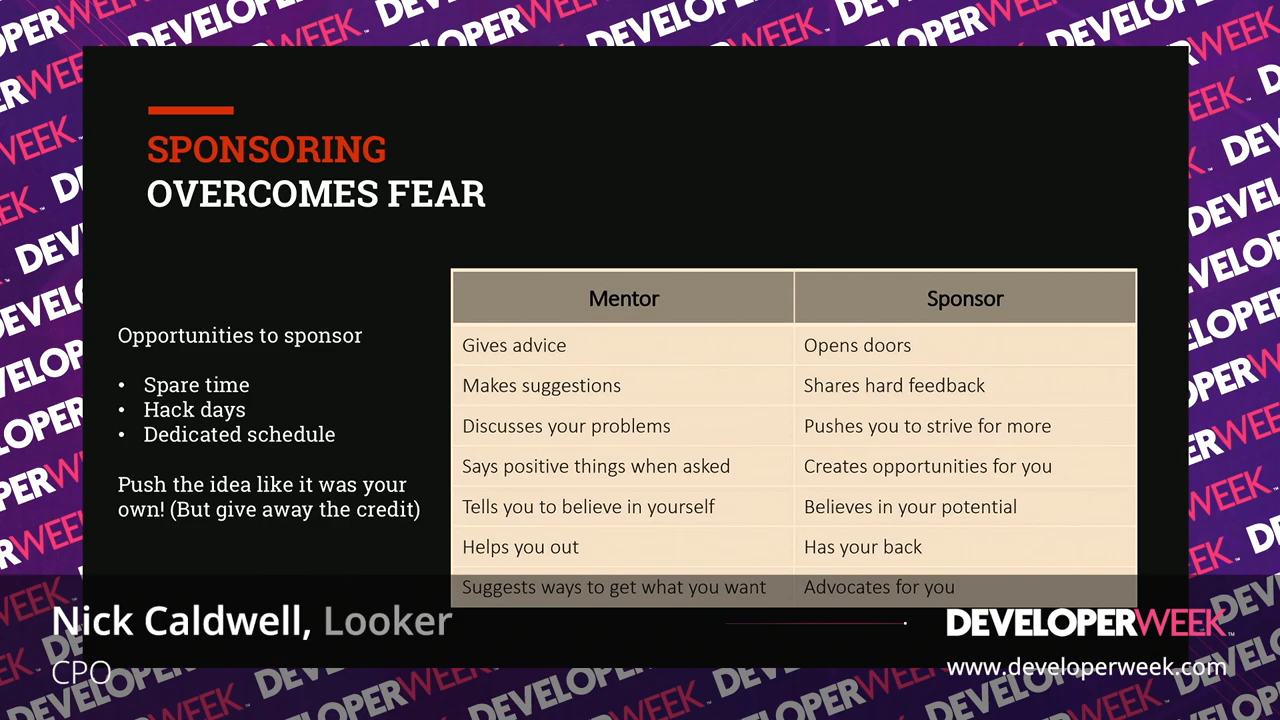 SPONSORING
OVERCOMES FEAR
Opportunities to sponsor
• Spare time
• Hack days
• Dedicated schedule
Push the idea like it was your
own! (But give away the credit)
Mentor Sponsor
Gives advice Opens doors
Makes suggestions Shares hard feedback
Discusses your problems Pushes you to strive for more
Says positive things when asked Creates opportunities for you
Tells you to believe in yourself Believes in your potential
Helps you out Has your back
Suggests ways to get what you want Advocates for you
Nick Caldwell, Looker
CPO
DEVELOPERWEEK™
www.developerweek.com